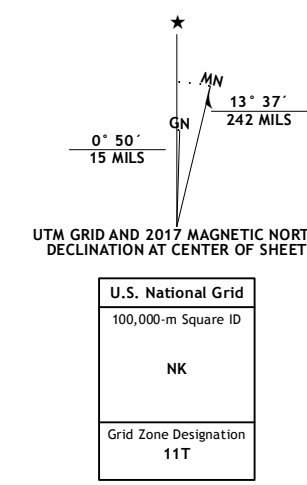 ★
MN
13° 37´
242 MILS
GN
0° 50´
15 MILS
UTM GRID AND 2017 MAGNETIC NORT
DECLINATION AT CENTER OF SHEET
U.S. National Grid
100,000-m Square ID
NK
Grid Zone Designation
11T